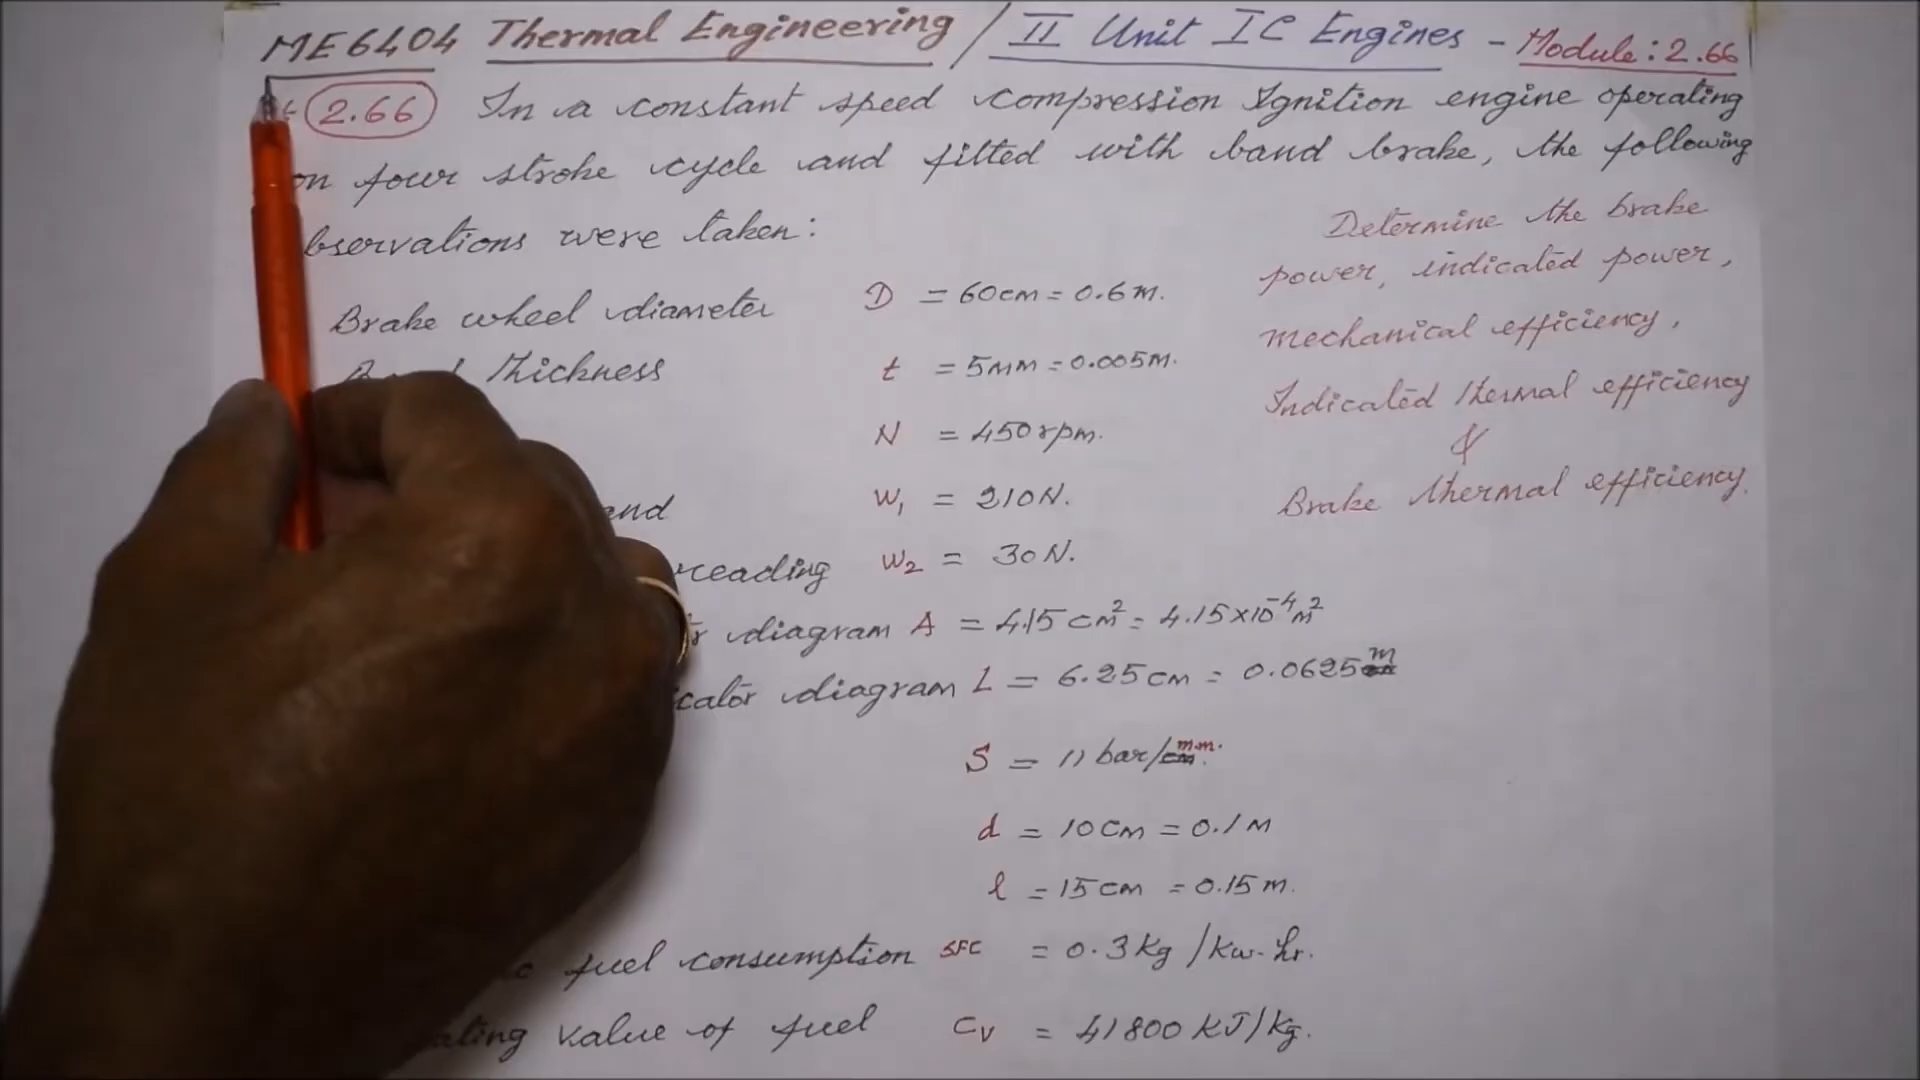 ME6404 Thermal Engineering / II Unit IC Engines - Module: 2.66
2.66 In a constant speed compression Ignition engine operating
on four stroke cycle and fitted with band brake, the following
bservations were taken:
Determine the brake
power, indicated power,
mechanical efficiency,
Indicated thermal efficiency
&
Brake thermal efficiency.
Brake wheel diameter D = 60cm = 0.6m.
Thickness t = 5mm = 0.005m.
N = 450rpm.
W1 = 210N.
reading W2 = 30N.
diagram A = 4.15cm² = 4.15x10⁻⁴m²
cator diagram L = 6.25cm = 0.0625m
S = 11 bar/m.m.
d = 10cm = 0.1m
l = 15cm = 0.15m.
fuel consumption SFC = 0.3kg/kw-hr.
ating value of fuel CV = 41800 KJ/kg.